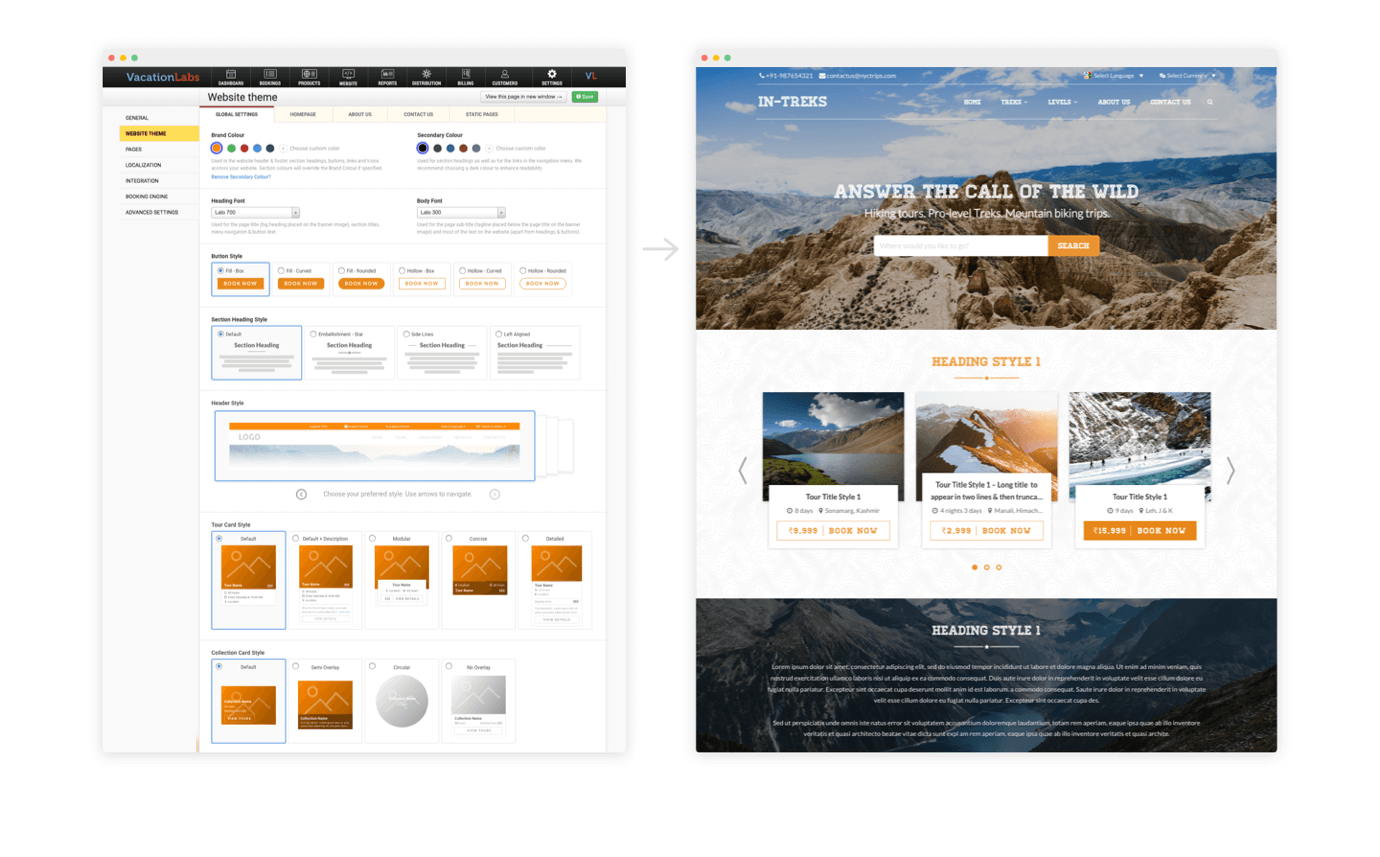 VacationLabs
DASHBOARD BOOKINGS PRODUCTS WEBSITE REPORTS DISTRIBUTION BILLING CUSTOMERS SETTINGS VL
Website theme
View this page in new window →
Save
GENERAL
WEBSITE THEME
PAGES
LOCALIZATION
INTEGRATION
BOOKING ENGINE
ADVANCED SETTINGS
GLOBAL SETTINGS HOMEPAGE ABOUT US CONTACT US STATIC PAGES
Brand Colour
Choose custom color
Used in the website header & footer section headings, buttons, links and icons
accross your website. Section colours will override the Brand Colour if specified.
Remove Secondary Colour?
Secondary Colour
Choose custom color
Used for section headings as well as for the links in the navigation menu. We
recommend choosing a dark colour to enhance readability.
Heading Font
Lato 700
Used for the page title (big heading placed on the banner image), section titles,
menu navigation & button text.
Body Font
Lato 300
Used for the page sub title (tagline placed below the page title on the banner
image) and most of the text on the website (apart from headings & buttons).
Button Style
Fill - Box Fill - Curved Fill - Rounded Hollow - Box Hollow - Curved Hollow - Rounded
BOOK NOW BOOK NOW BOOK NOW BOOK NOW BOOK NOW BOOK NOW
Section Heading Style
Default Embellishment - Star Side Lines Left Aligned
Section Heading Section Heading Section Heading Section Heading
Header Style
LOGO
Choose your preferred style. Use arrows to navigate.
Tour Card Style
Default Default + Description Modular Concise Detailed
Tour Name Tour Name Tour Name Tour Name Tour Name
VIEW DETAILS
VIEW DETAILS
VIEW DETAILS
Collection Card Style
Default Semi Overlay Circular No Overlay
Collection Name Collection Name Collection Name Collection Name
VIEW TOURS
VIEW TOURS
+91-987654321 contactus@nyctrips.com Select Language Select Currency
IN-TREKS
HOME TREKS LEVELS ABOUT US CONTACT US
ANSWER THE CALL OF THE WILD
Hiking tours. Pro-level Treks. Mountain biking trips.
Where would you like to go?
SEARCH
HEADING STYLE 1
Tour Title Style 1
8 days Sonamarg, Kashmir
₹9,999 | BOOK NOW
Tour Title Style 1 – Long title to
appear in two lines & then trunca...
4 nights 3 days Manali, Himach...
₹2,999 | BOOK NOW
Tour Title Style 1
9 days Leh, J & K
₹15,999 | BOOK NOW
HEADING STYLE 1
Lorem ipsum dolor sit amet, consectetur adipiscing elit, sed do eiusmod tempor incididunt ut labore et dolore magna aliqua. Ut enim ad minim veniam, quis
nostrud exercitation ullamco laboris nisi ut aliquip ex ea commodo consequat. Duis aute irure dolor in reprehenderit in voluptate velit esse cillum dolore eu
fugiat nulla pariatur. Excepteur sint occaecat cupa deserunt mollit anim id est laborum. a commodo consequat. Saute irure dolor in reprehenderit in voluptate
velit esse cillum dolore eu fugiat nulla pariatur. Excepteur sint occaecat cupa des.
Sed ut perspiciatis unde omnis iste natus error sit voluptatem accusantium doloremque laudantium, totam rem aperiam, eaque ipsa quae ab illo inventore
veritatis et quasi architecto beatae vitae dicta sunt expl am rem aperiam, eaque ipsa quae ab illo inventore veritatis et quasi archite.